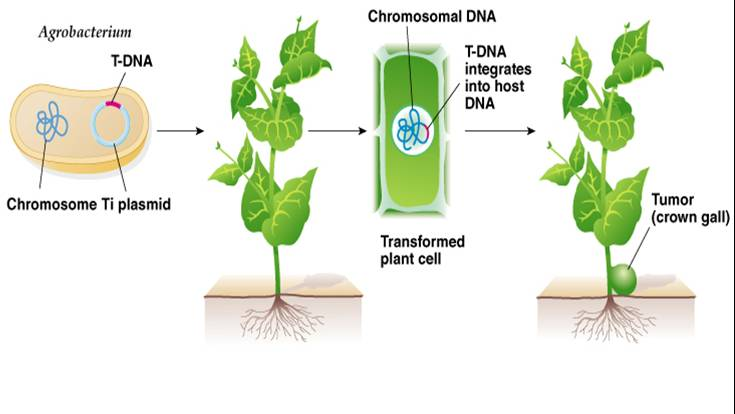 Agrobacterium
T-DNA
Chromosome Ti plasmid
Chromosomal DNA
T-DNA
integrates
into host
DNA
Transformed
plant cell
Tumor
(crown gall)